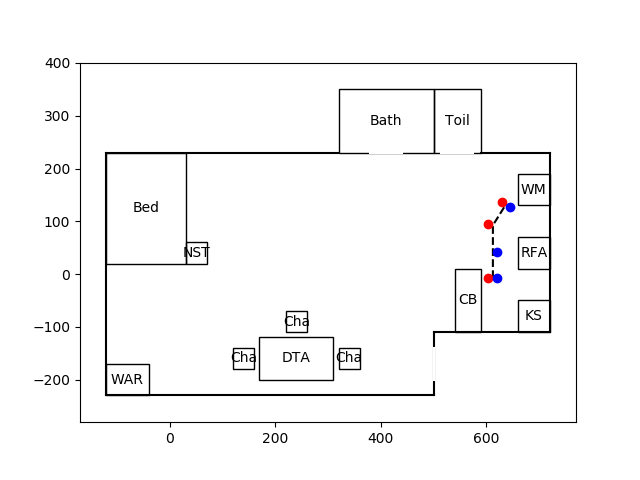 400
300
200
100
0
−100
−200
0
200
400
600
Bath
Toil
Bed
NST
WM
RFA
CB
KS
Cha
Cha
DTA
Cha
WAR